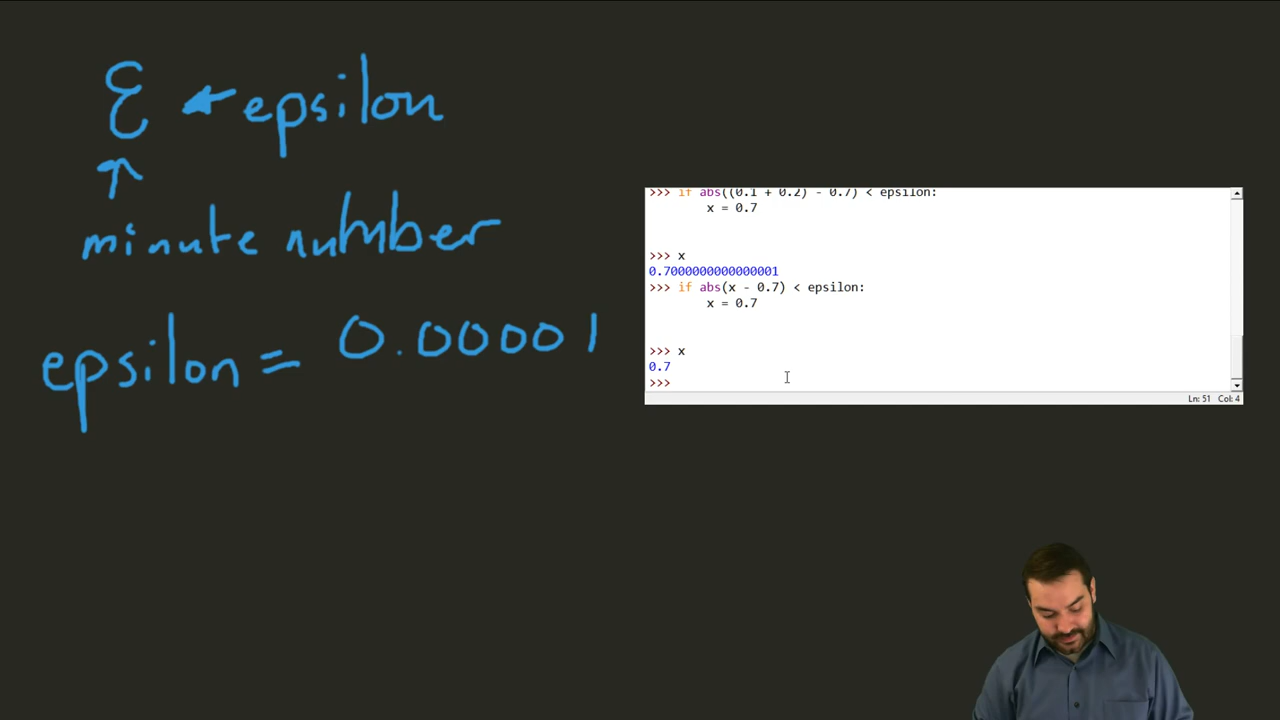 ε ← epsilon
↑
minute number
epsilon = 0.00001
>>> if abs((0.1 + 0.2) - 0.7) < epsilon:
        x = 0.7
>>> x
0.7000000000000001
>>> if abs(x - 0.7) < epsilon:
        x = 0.7
>>> x
0.7
>>>
Ln: 51 Col: 4